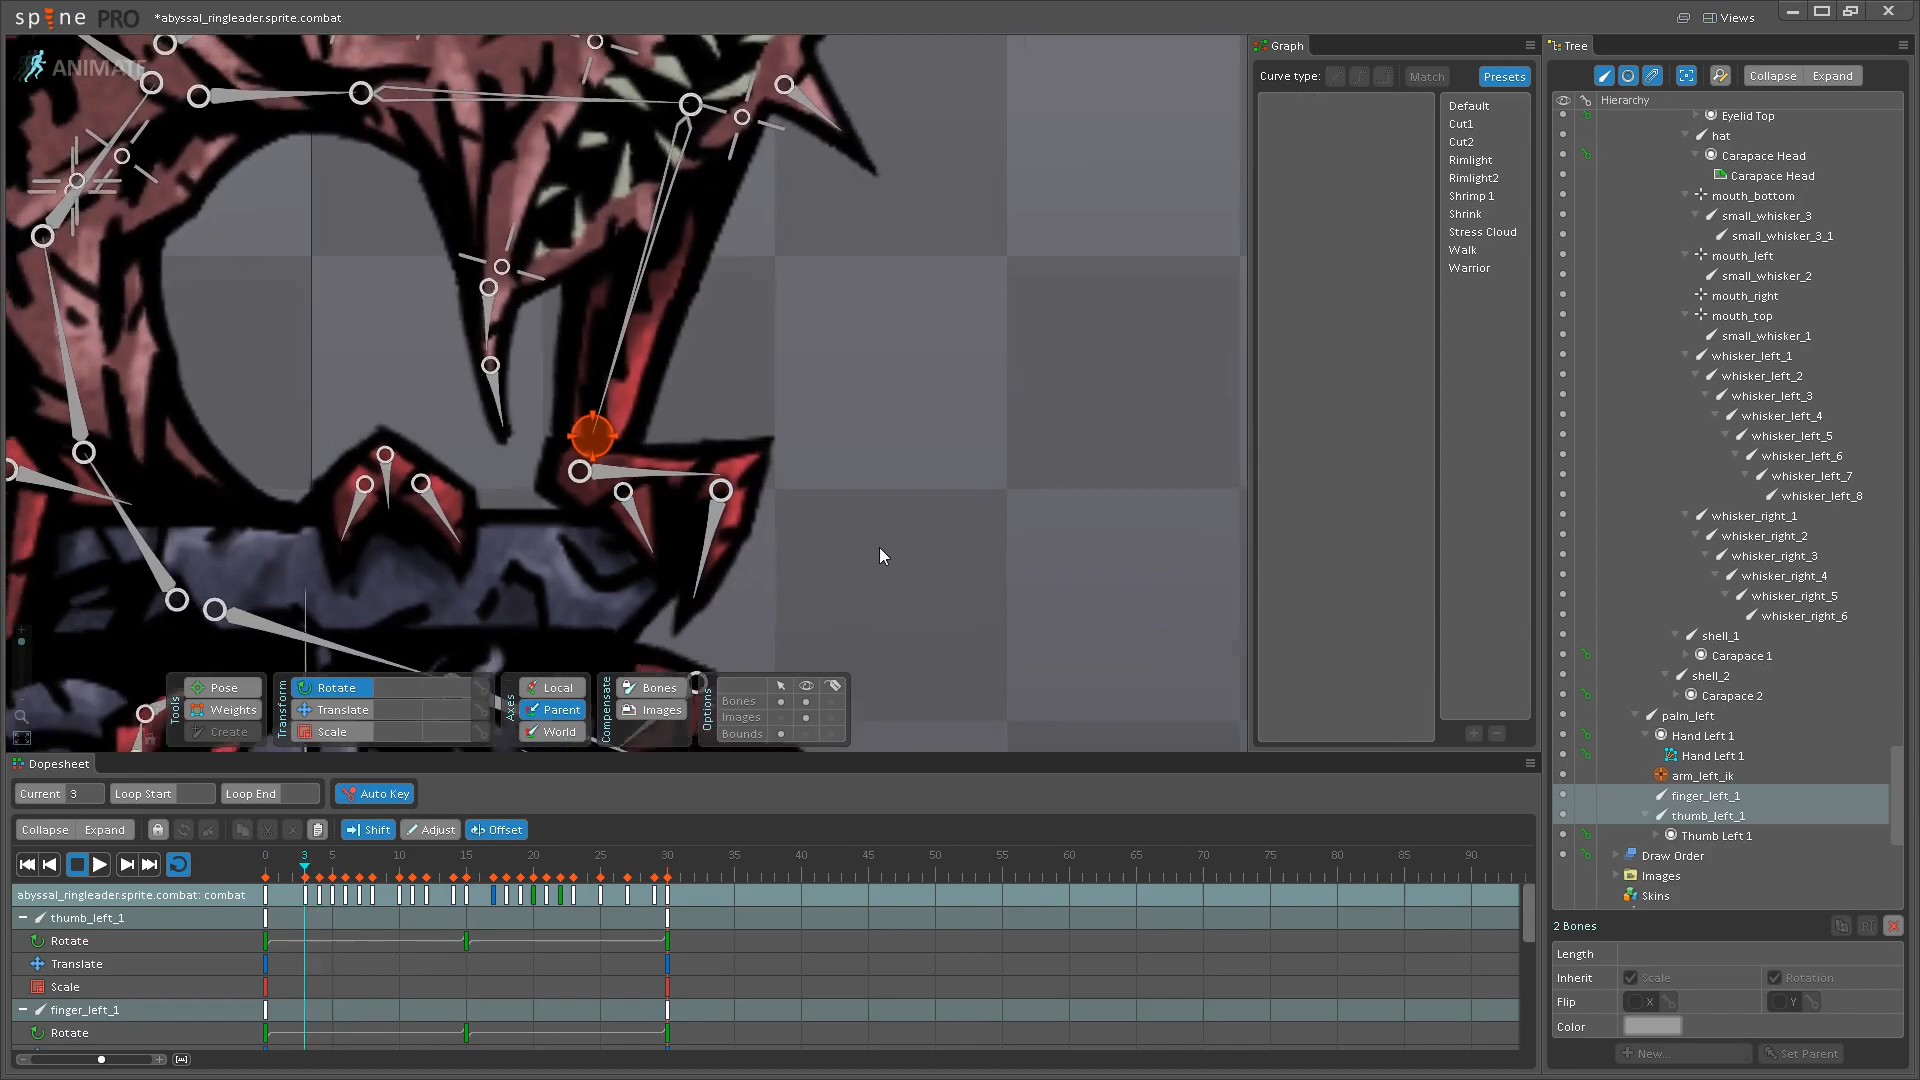 spine PRO *abyssal_ringleader.sprite.combat Views
ANIMATE
Graph
Curve type: Match Presets
Default
Cut1
Cut2
Rimlight
Rimlight2
Shrimp 1
Shrink
Stress Cloud
Walk
Warrior
Tree
Collapse Expand
Hierarchy
Eyelid Top
hat
Carapace Head
Carapace Head
mouth_bottom
small_whisker_3
small_whisker_3_1
mouth_left
small_whisker_2
mouth_right
mouth_top
small_whisker_1
whisker_left_1
whisker_left_2
whisker_left_3
whisker_left_4
whisker_left_5
whisker_left_6
whisker_left_7
whisker_left_8
whisker_right_1
whisker_right_2
whisker_right_3
whisker_right_4
whisker_right_5
whisker_right_6
shell_1
Carapace 1
shell_2
Carapace 2
palm_left
Hand Left 1
Hand Left 1
arm_left_ik
finger_left_1
thumb_left_1
Thumb Left 1
Draw Order
Images
Skins
2 Bones
Length
Inherit Scale Rotation
Flip X Y
Color
New... Set Parent
Tools
Pose
Weights
Create
Transform
Rotate
Translate
Scale
Axes
Local
Parent
World
Compensate
Bones
Images
Options
Bones
Images
Bounds
Dopesheet
Current 3 Loop Start Loop End Auto Key
Collapse Expand Shift Adjust Offset
0 3 5 10 15 20 25 30 35 40 45 50 55 60 65 70 75 80 85 90
abyssal_ringleader.sprite.combat: combat
thumb_left_1
Rotate
Translate
Scale
finger_left_1
Rotate